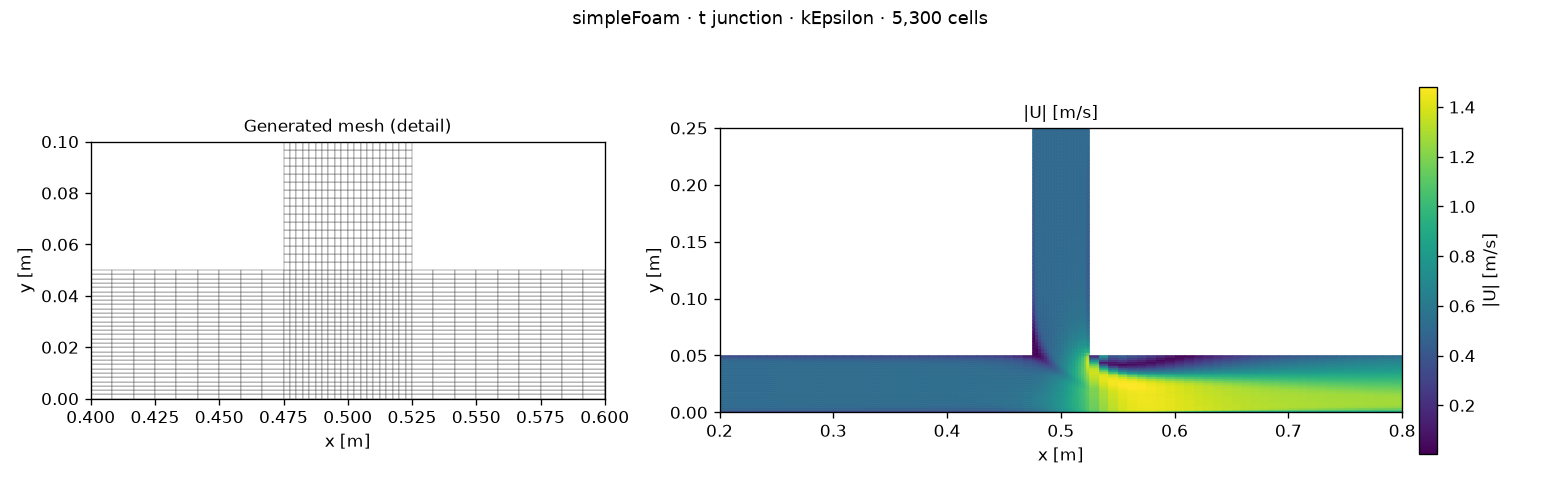 simpleFoam · t junction · kEpsilon · 5,300 cells
Generated mesh (detail)
0.10
0.08
0.06
0.04
0.02
0.00
y [m]
0.400 0.425 0.450 0.475 0.500 0.525 0.550 0.575 0.600
x [m]
|U| [m/s]
0.25
0.20
0.15
0.10
0.05
0.00
y [m]
0.2 0.3 0.4 0.5 0.6 0.7 0.8
x [m]
1.4
1.2
1.0
0.8
0.6
0.4
0.2
|U| [m/s]